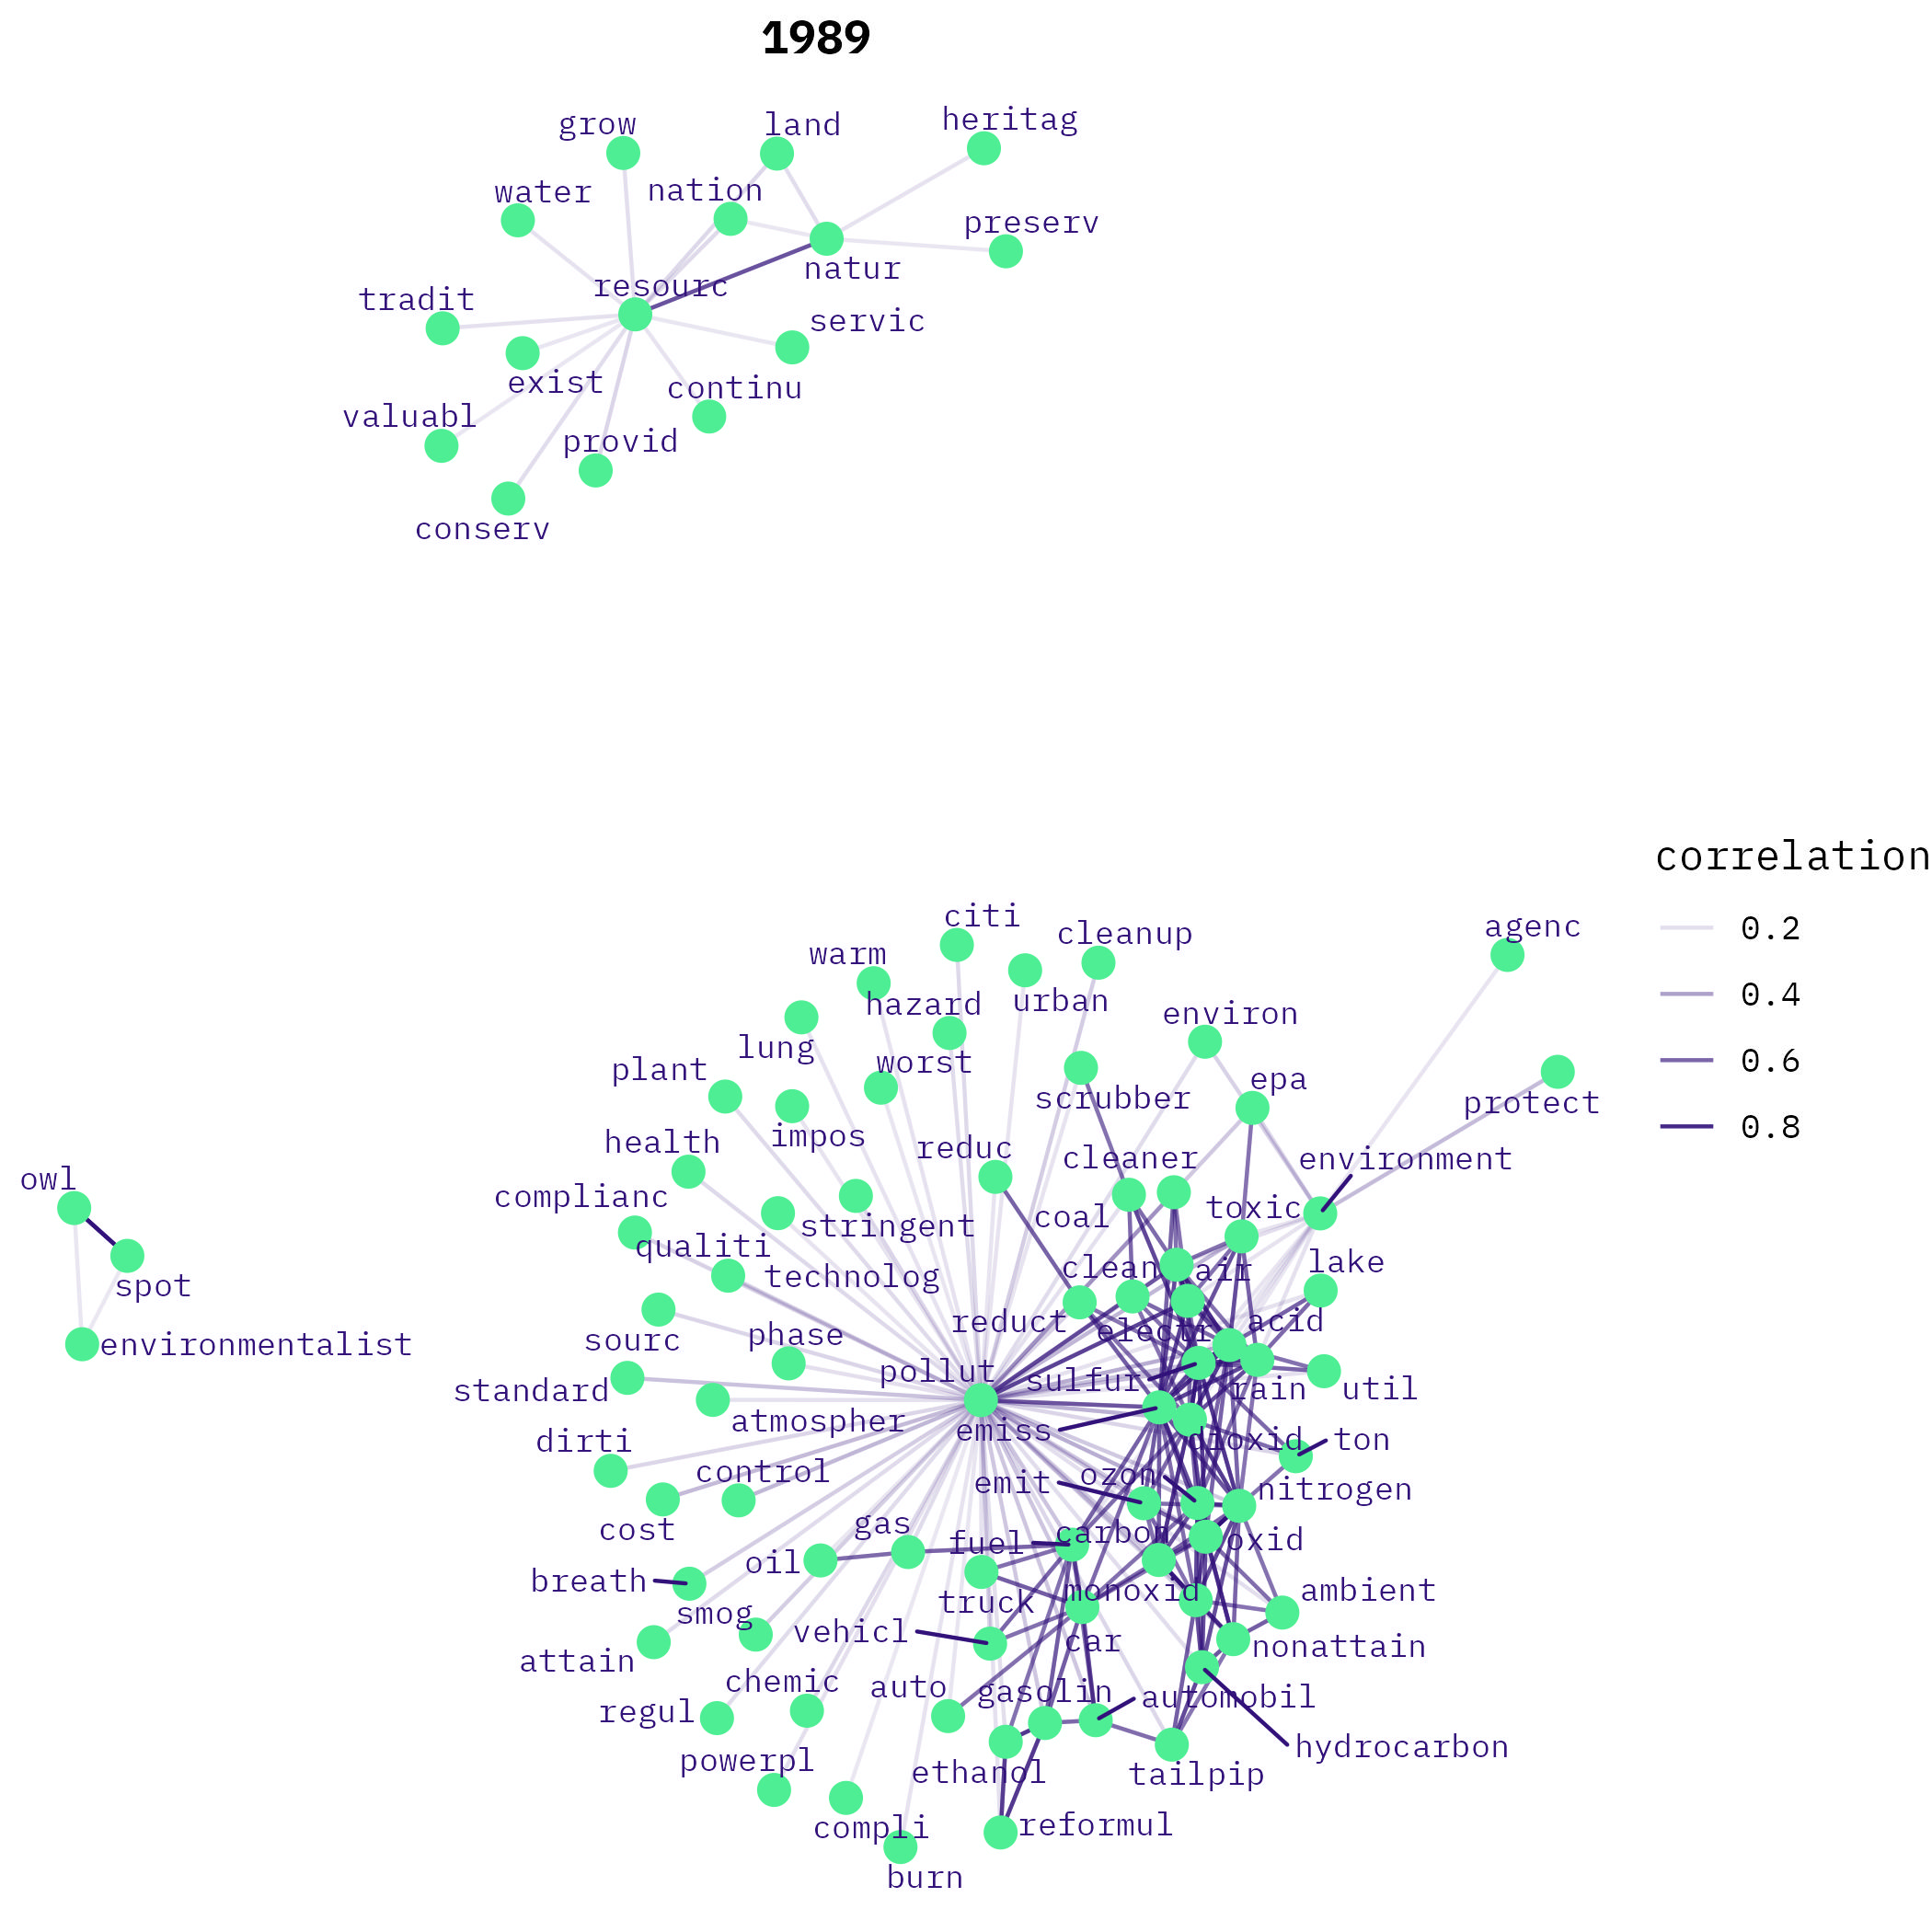 1989
grow
land
heritag
water
nation
preserv
natur
resourc
tradit
servic
exist
continu
valuabl
provid
conserv
correlation
0.2
0.4
0.6
0.8
citi
cleanup
agenc
warm
hazard
urban
environ
lung
worst
plant
scrubber
epa
protect
impos
health
reduc
cleaner
environment
owl
complianc
coal
toxic
stringent
qualiti
clean
air
lake
spot
technolog
reduct
electr
acid
environmentalist
sourc
phase
pollut
sulfur
rain
util
standard
atmospher
emiss
dioxid
ton
dirti
control
emit
ozon
nitrogen
cost
gas
fuel
carbon
oxid
oil
breath
monoxid
ambient
smog
truck
vehicl
car
nonattain
attain
chemic
auto
gasolin
automobil
regul
hydrocarbon
powerpl
ethanol
tailpip
compli
reformul
burn